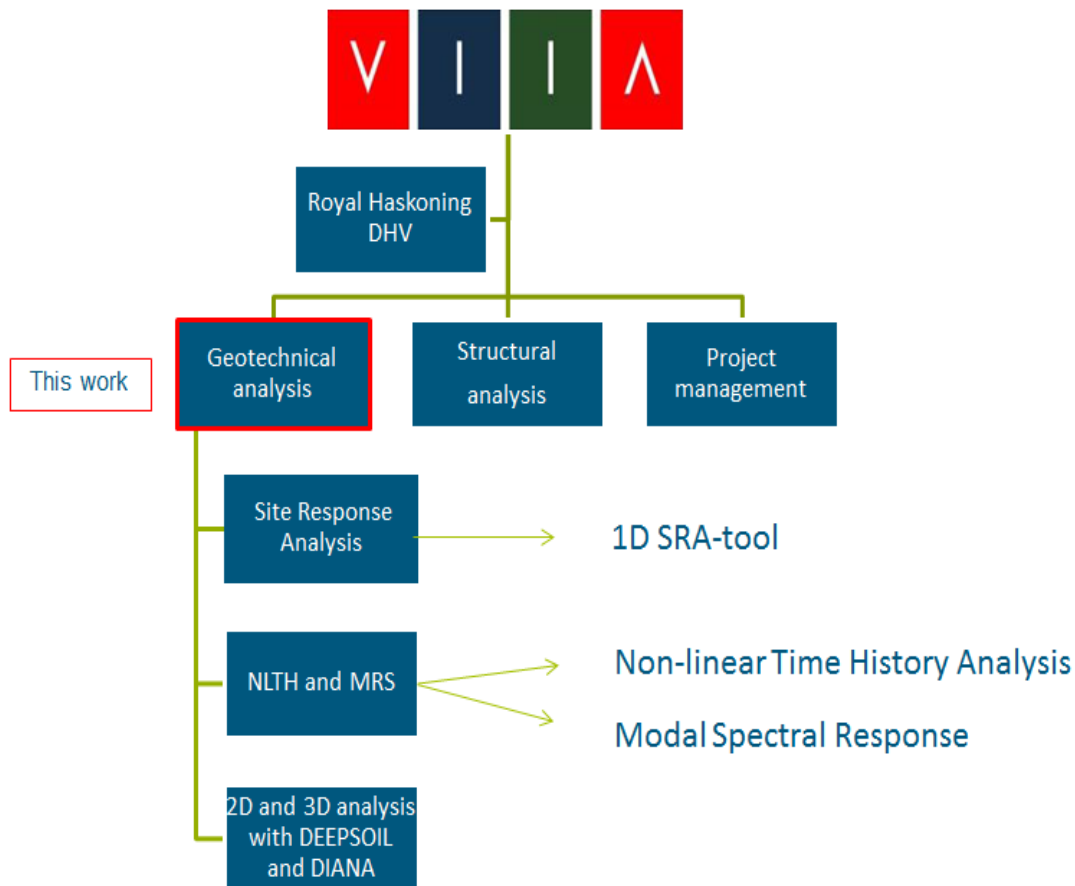 V I I Λ
Royal Haskoning
DHV
Geotechnical
analysis
Structural
analysis
Project
management
This work
Site Response
Analysis
1D SRA-tool
NLTH and MRS
Non-linear Time History Analysis
Modal Spectral Response
2D and 3D analysis
with DEEPSOIL
and DIANA